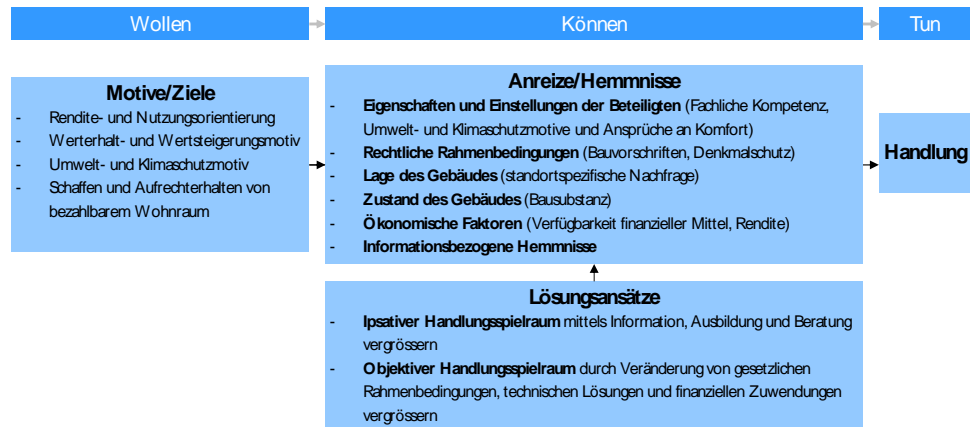 Wollen
Können
Tun
Motive/Ziele
- Rendite- und Nutzungsorientierung
- Werterhalt- und Wertsteigerungsmotiv
- Umwelt- und Klimaschutzmotiv
- Schaffen und Aufrechterhalten von
bezahlbarem Wohnraum
Anreize/Hemmnisse
- Eigenschaften und Einstellungen der Beteiligten (Fachliche Kompetenz,
Umwelt- und Klimaschutzmotive und Ansprüche an Komfort)
- Rechtliche Rahmenbedingungen (Bauvorschriften, Denkmalschutz)
- Lage des Gebäudes (standortspezifische Nachfrage)
- Zustand des Gebäudes (Bausubstanz)
- Ökonomische Faktoren (Verfügbarkeit finanzieller Mittel, Rendite)
- Informationsbezogene Hemmnisse
Handlung
Lösungsansätze
- Ipsativer Handlungsspielraum mittels Information, Ausbildung und Beratung
vergrössern
- Objektiver Handlungsspielraum durch Veränderung von gesetzlichen
Rahmenbedingungen, technischen Lösungen und finanziellen Zuwendungen
vergrössern